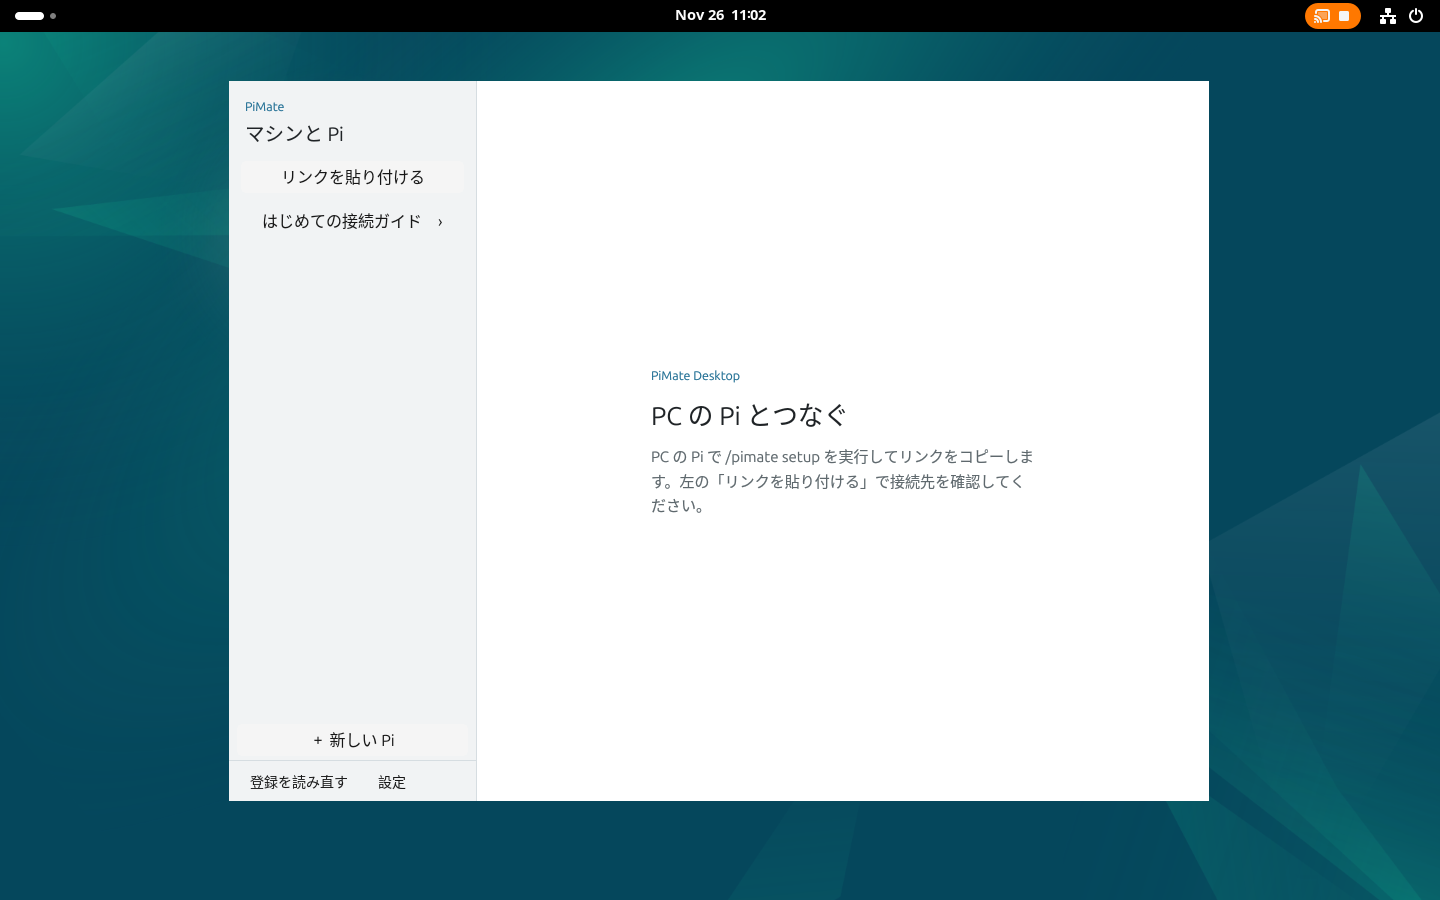 Nov 26 11:02
PiMate
マシンと Pi
リンクを貼り付ける
はじめての接続ガイド ›
PiMate Desktop
PC の Pi とつなぐ
PC の Pi で /pimate setup を実行してリンクをコピーしま
す。左の「リンクを貼り付ける」で接続先を確認してく
ださい。
+ 新しい Pi
登録を読み直す 設定